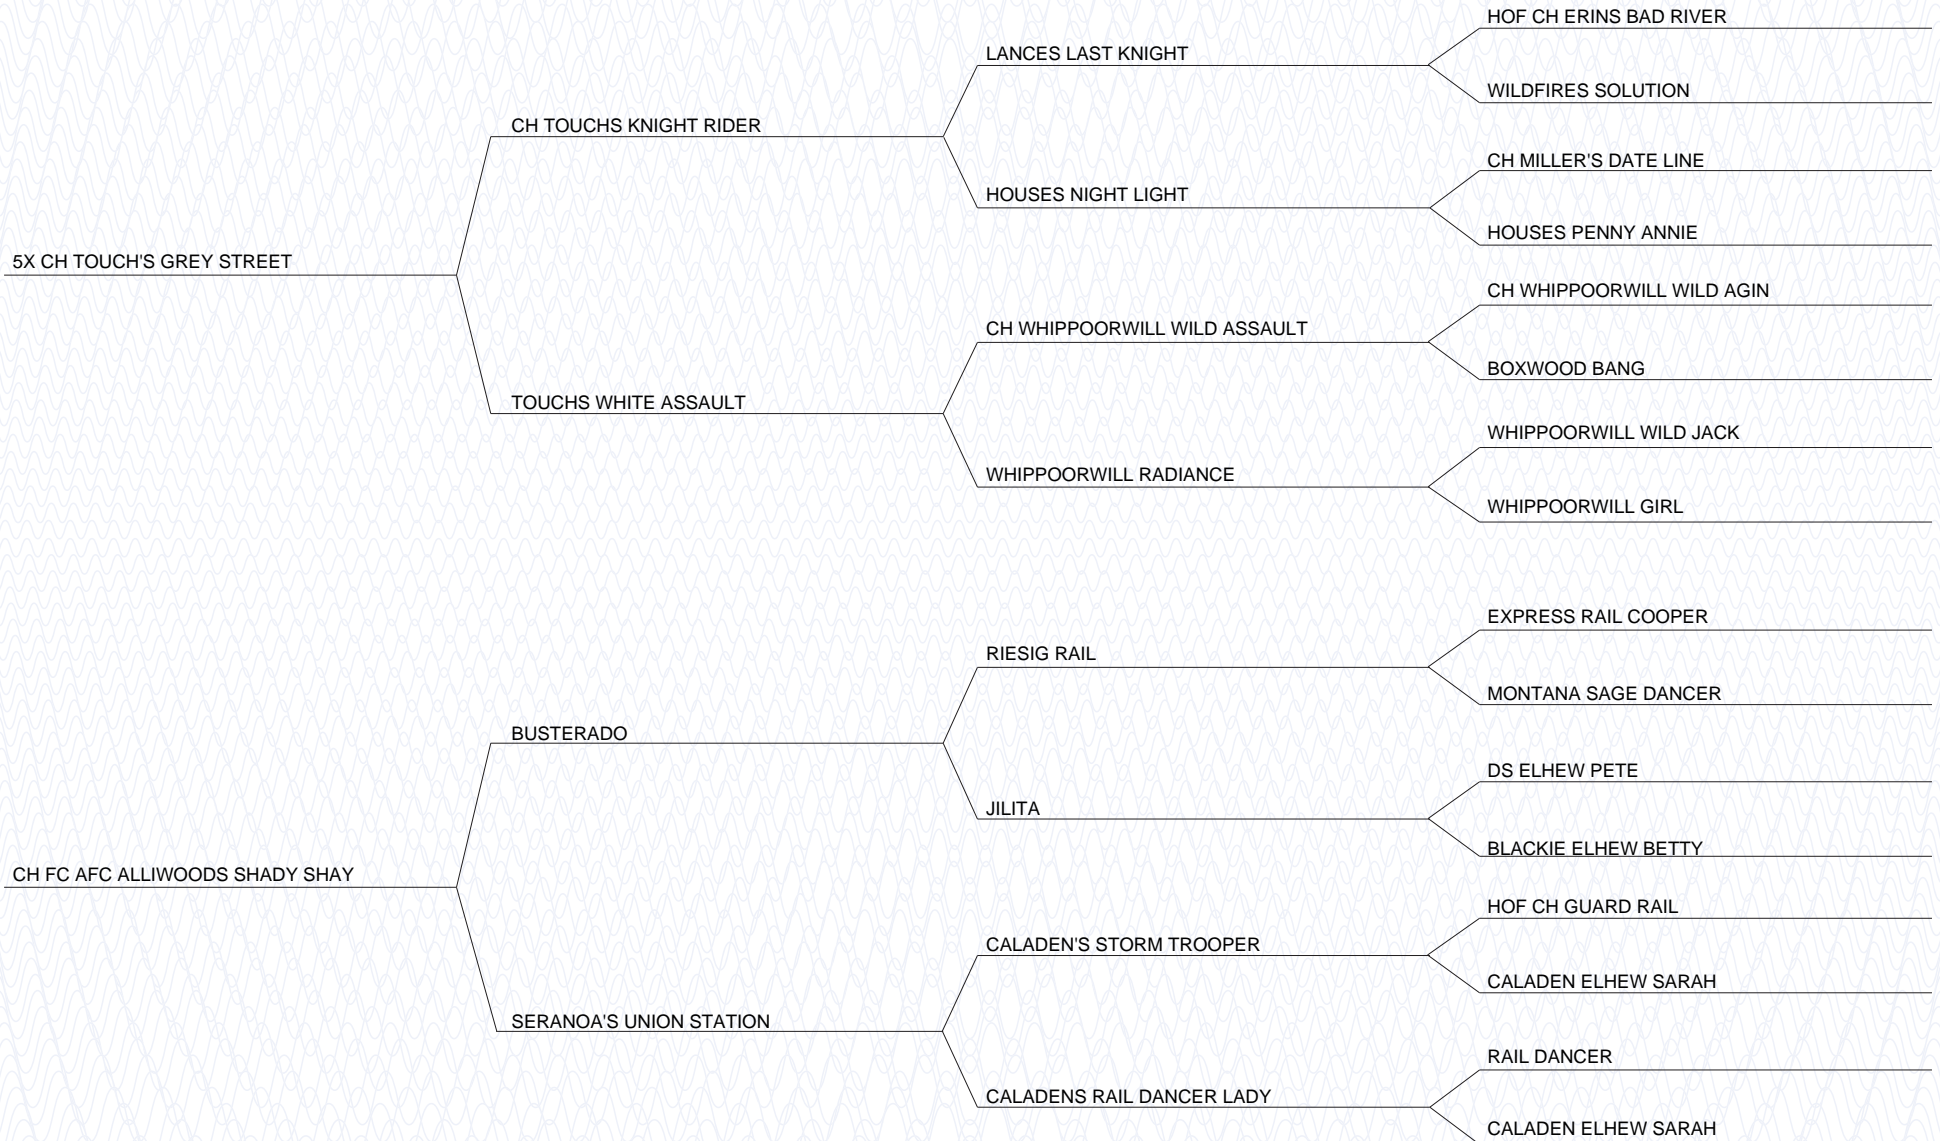 HOF CH ERINS BAD RIVER
LANCES LAST KNIGHT
WILDFIRES SOLUTION
CH TOUCHS KNIGHT RIDER
CH MILLER'S DATE LINE
HOUSES NIGHT LIGHT
HOUSES PENNY ANNIE
5X CH TOUCH'S GREY STREET
CH WHIPPOORWILL WILD AGIN
CH WHIPPOORWILL WILD ASSAULT
BOXWOOD BANG
TOUCHS WHITE ASSAULT
WHIPPOORWILL WILD JACK
WHIPPOORWILL RADIANCE
WHIPPOORWILL GIRL
EXPRESS RAIL COOPER
RIESIG RAIL
MONTANA SAGE DANCER
BUSTERADO
DS ELHEW PETE
JILITA
BLACKIE ELHEW BETTY
CH FC AFC ALLIWOODS SHADY SHAY
HOF CH GUARD RAIL
CALADEN'S STORM TROOPER
CALADEN ELHEW SARAH
SERANOA'S UNION STATION
RAIL DANCER
CALADENS RAIL DANCER LADY
CALADEN ELHEW SARAH